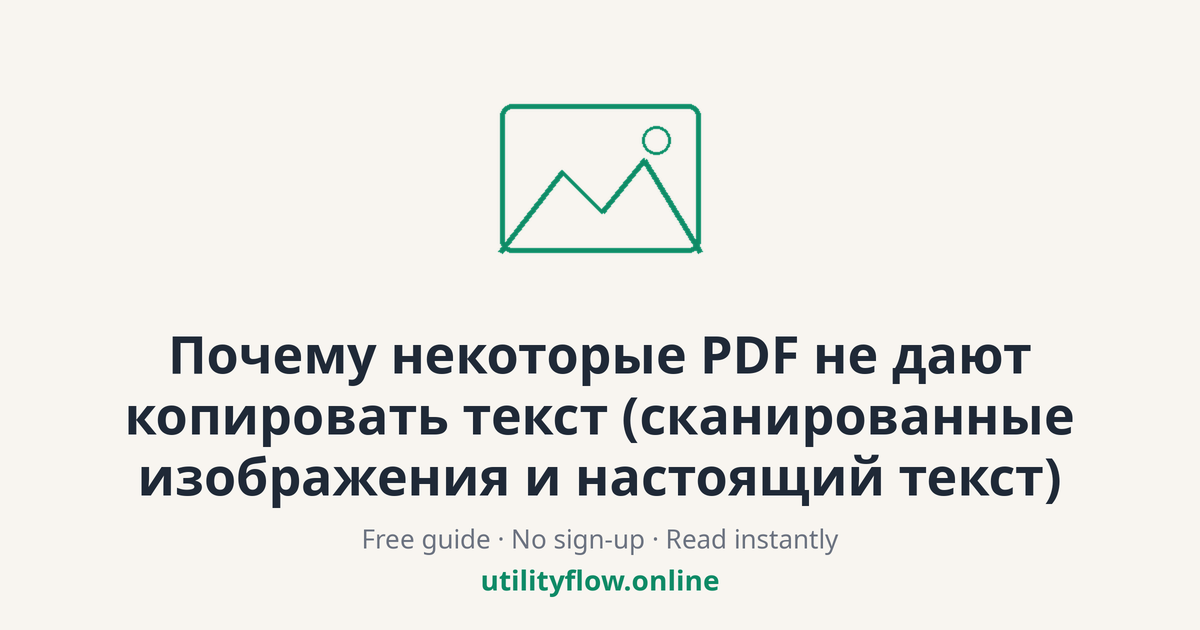 Почему некоторые PDF не дают
копировать текст (сканированные
изображения и настоящий текст)
Free guide · No sign-up · Read instantly
utilityflow.online